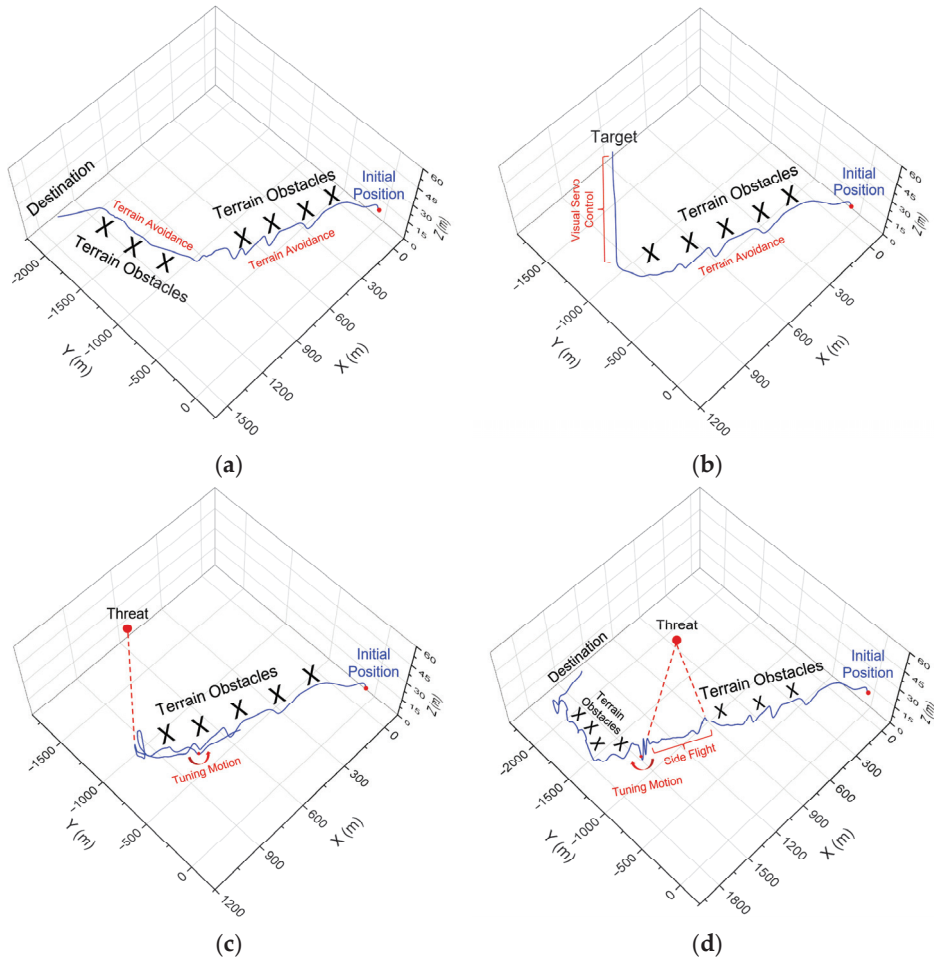 Destination
Terrain Avoidance
X X X
Terrain Obstacles
Terrain Obstacles
X X X X
Terrain Avoidance
Initial
Position
60
45
30
15
Z(m)
0
300
600
900
1200
1500
X (m)
-2000
-1500
-1000
-500
0
Y (m)
(a)
Target
Visual Servo
Control
Terrain Obstacles
X X X X X
Terrain Avoidance
Initial
Position
60
45
30
15
Z(m)
0
300
600
900
1200
X (m)
-1500
-1000
-500
0
Y (m)
(b)
Threat
Terrain Obstacles
X X X X X
Tuning Motion
Initial
Position
60
45
30
15
0
Z(m)
0
300
600
900
1200
X (m)
-1500
-1000
-500
0
Y (m)
(c)
Threat
Destination
Terrain
Obstacles
X X X X
Terrain Obstacles
X X X
Side Flight
Tuning Motion
Initial
Position
60
45
30
15
0
Z(m)
0
300
600
900
1200
1500
1800
X (m)
-2000
-1500
-1000
-500
0
Y (m)
(d)